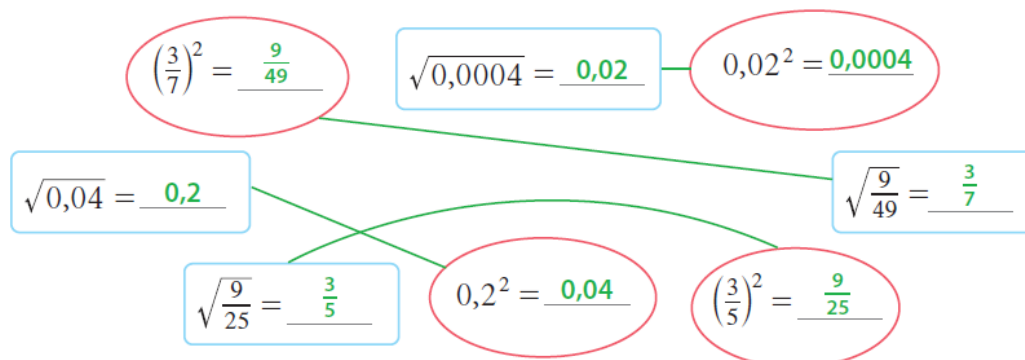 (3/7)² = 9/49
√0,0004 = 0,02
0,02² = 0,0004
√0,04 = 0,2
√(9/49) = 3/7
√(9/25) = 3/5
0,2² = 0,04
(3/5)² = 9/25